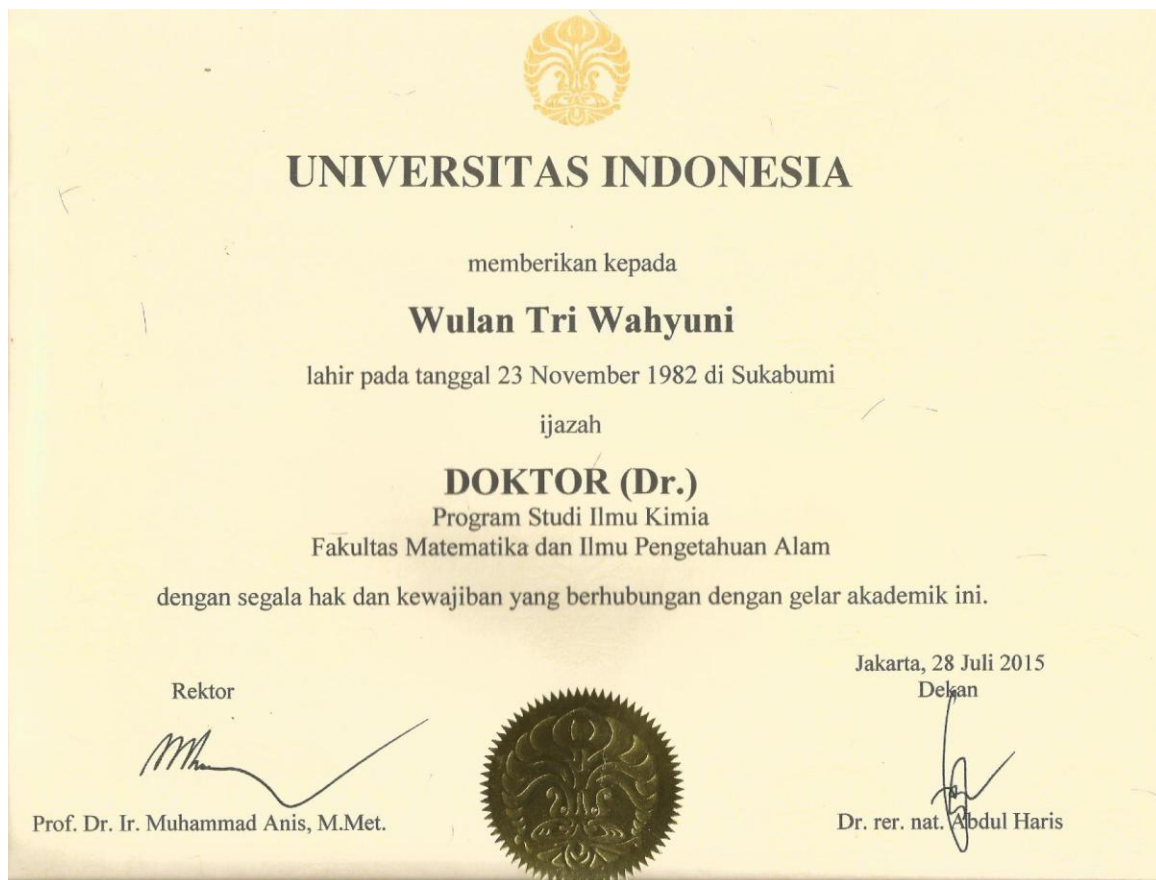 UNIVERSITAS INDONESIA
memberikan kepada
Wulan Tri Wahyuni
lahir pada tanggal 23 November 1982 di Sukabumi
ijazah
DOKTOR (Dr.)
Program Studi Ilmu Kimia
Fakultas Matematika dan Ilmu Pengetahuan Alam
dengan segala hak dan kewajiban yang berhubungan dengan gelar akademik ini.
Jakarta, 28 Juli 2015
Rektor
Dekan
Prof. Dr. Ir. Muhammad Anis, M.Met.
Dr. rer. nat. Abdul Haris